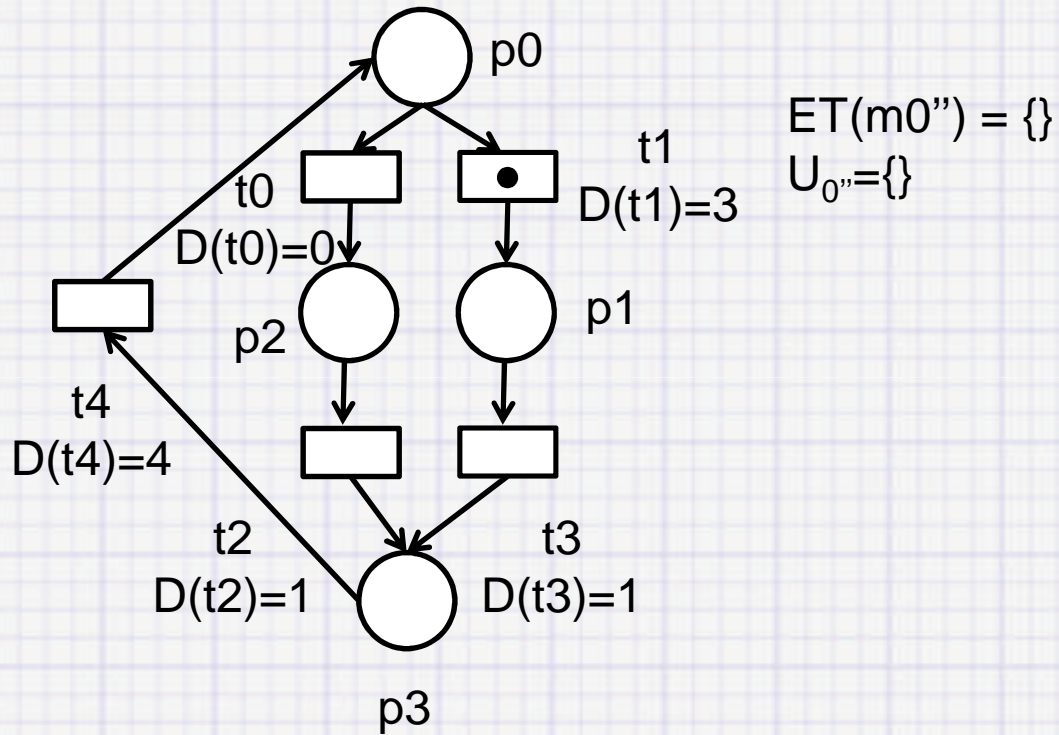 p0
ET(m0”) = {}
U0”={}
t1
D(t1)=3
t0
D(t0)=0
p2
p1
t4
D(t4)=4
t2
D(t2)=1
t3
D(t3)=1
p3